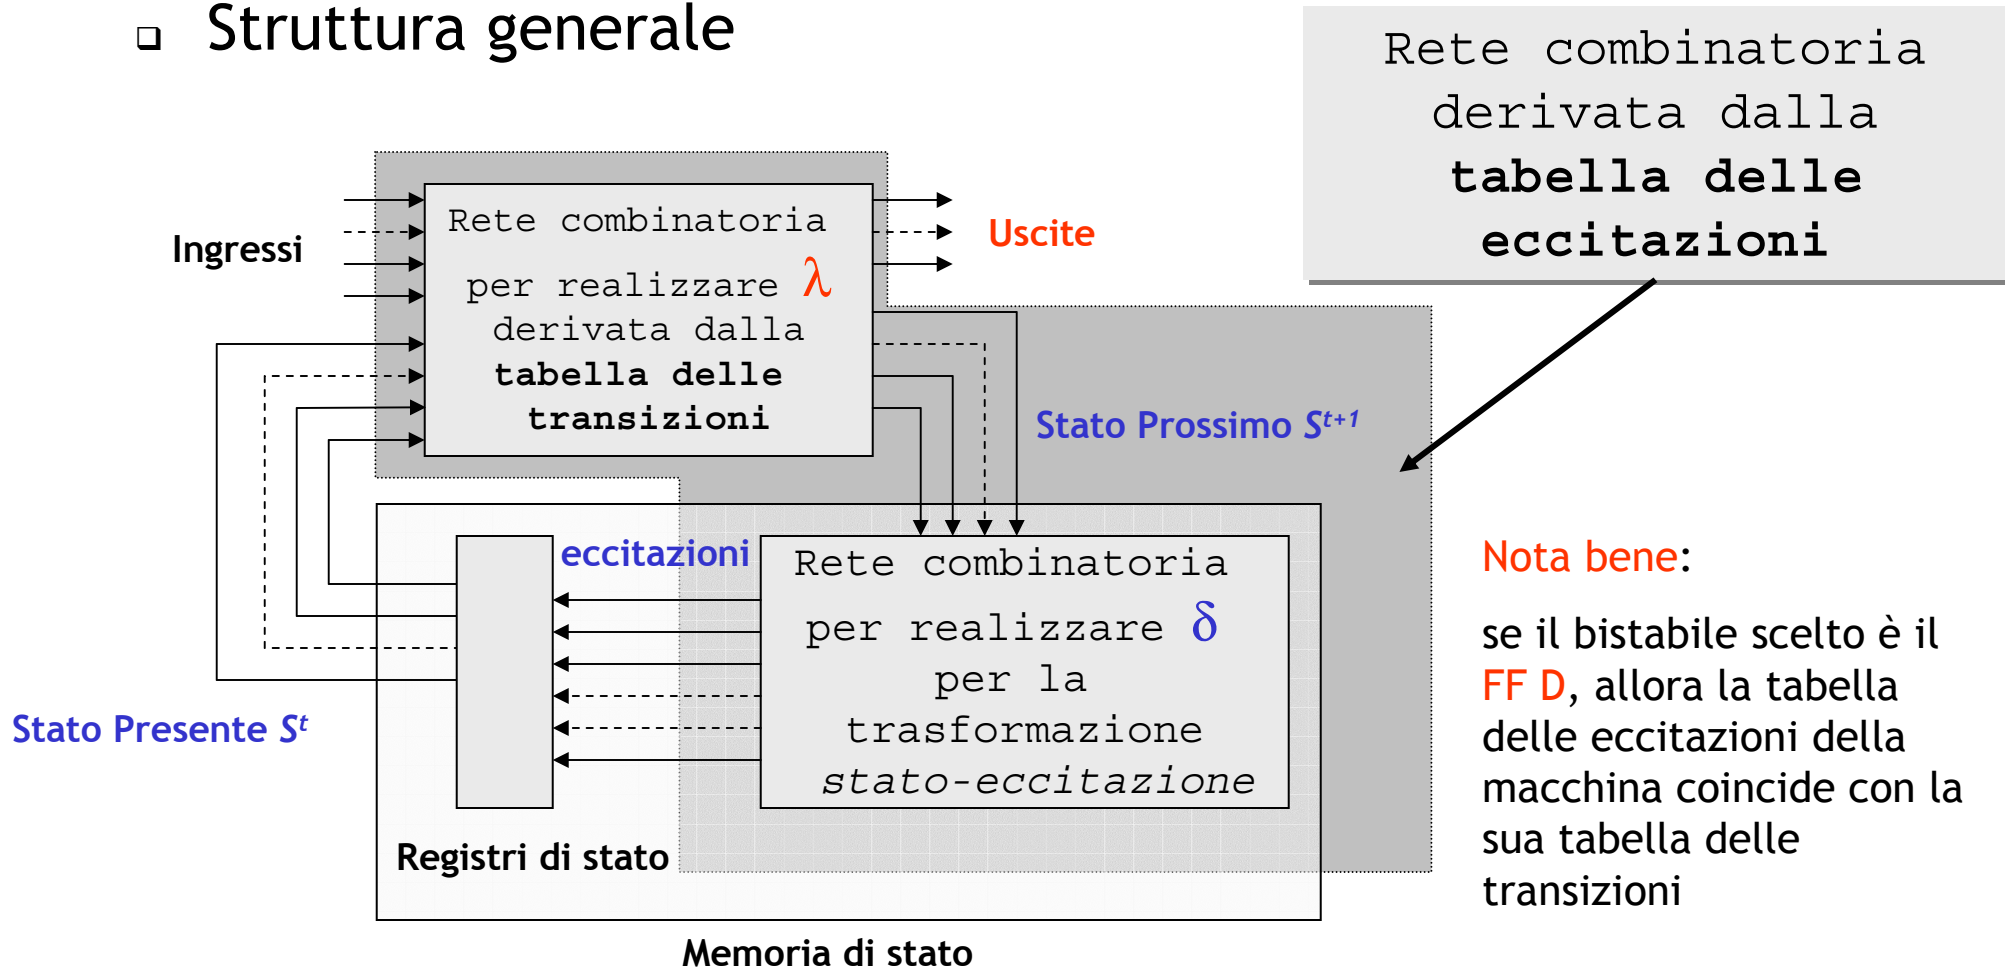 Struttura generale
Rete combinatoria
derivata dalla
tabella delle
eccitazioni
Ingressi
Rete combinatoria
per realizzare λ
derivata dalla
tabella delle
transizioni
Uscite
Stato Prossimo S^{t+1}
eccitazioni
Rete combinatoria
per realizzare δ
per la
trasformazione
stato-eccitazione
Stato Presente S^t
Registri di stato
Memoria di stato
Nota bene:
se il bistabile scelto è il
FF D, allora la tabella
delle eccitazioni della
macchina coincide con la
sua tabella delle
transizioni